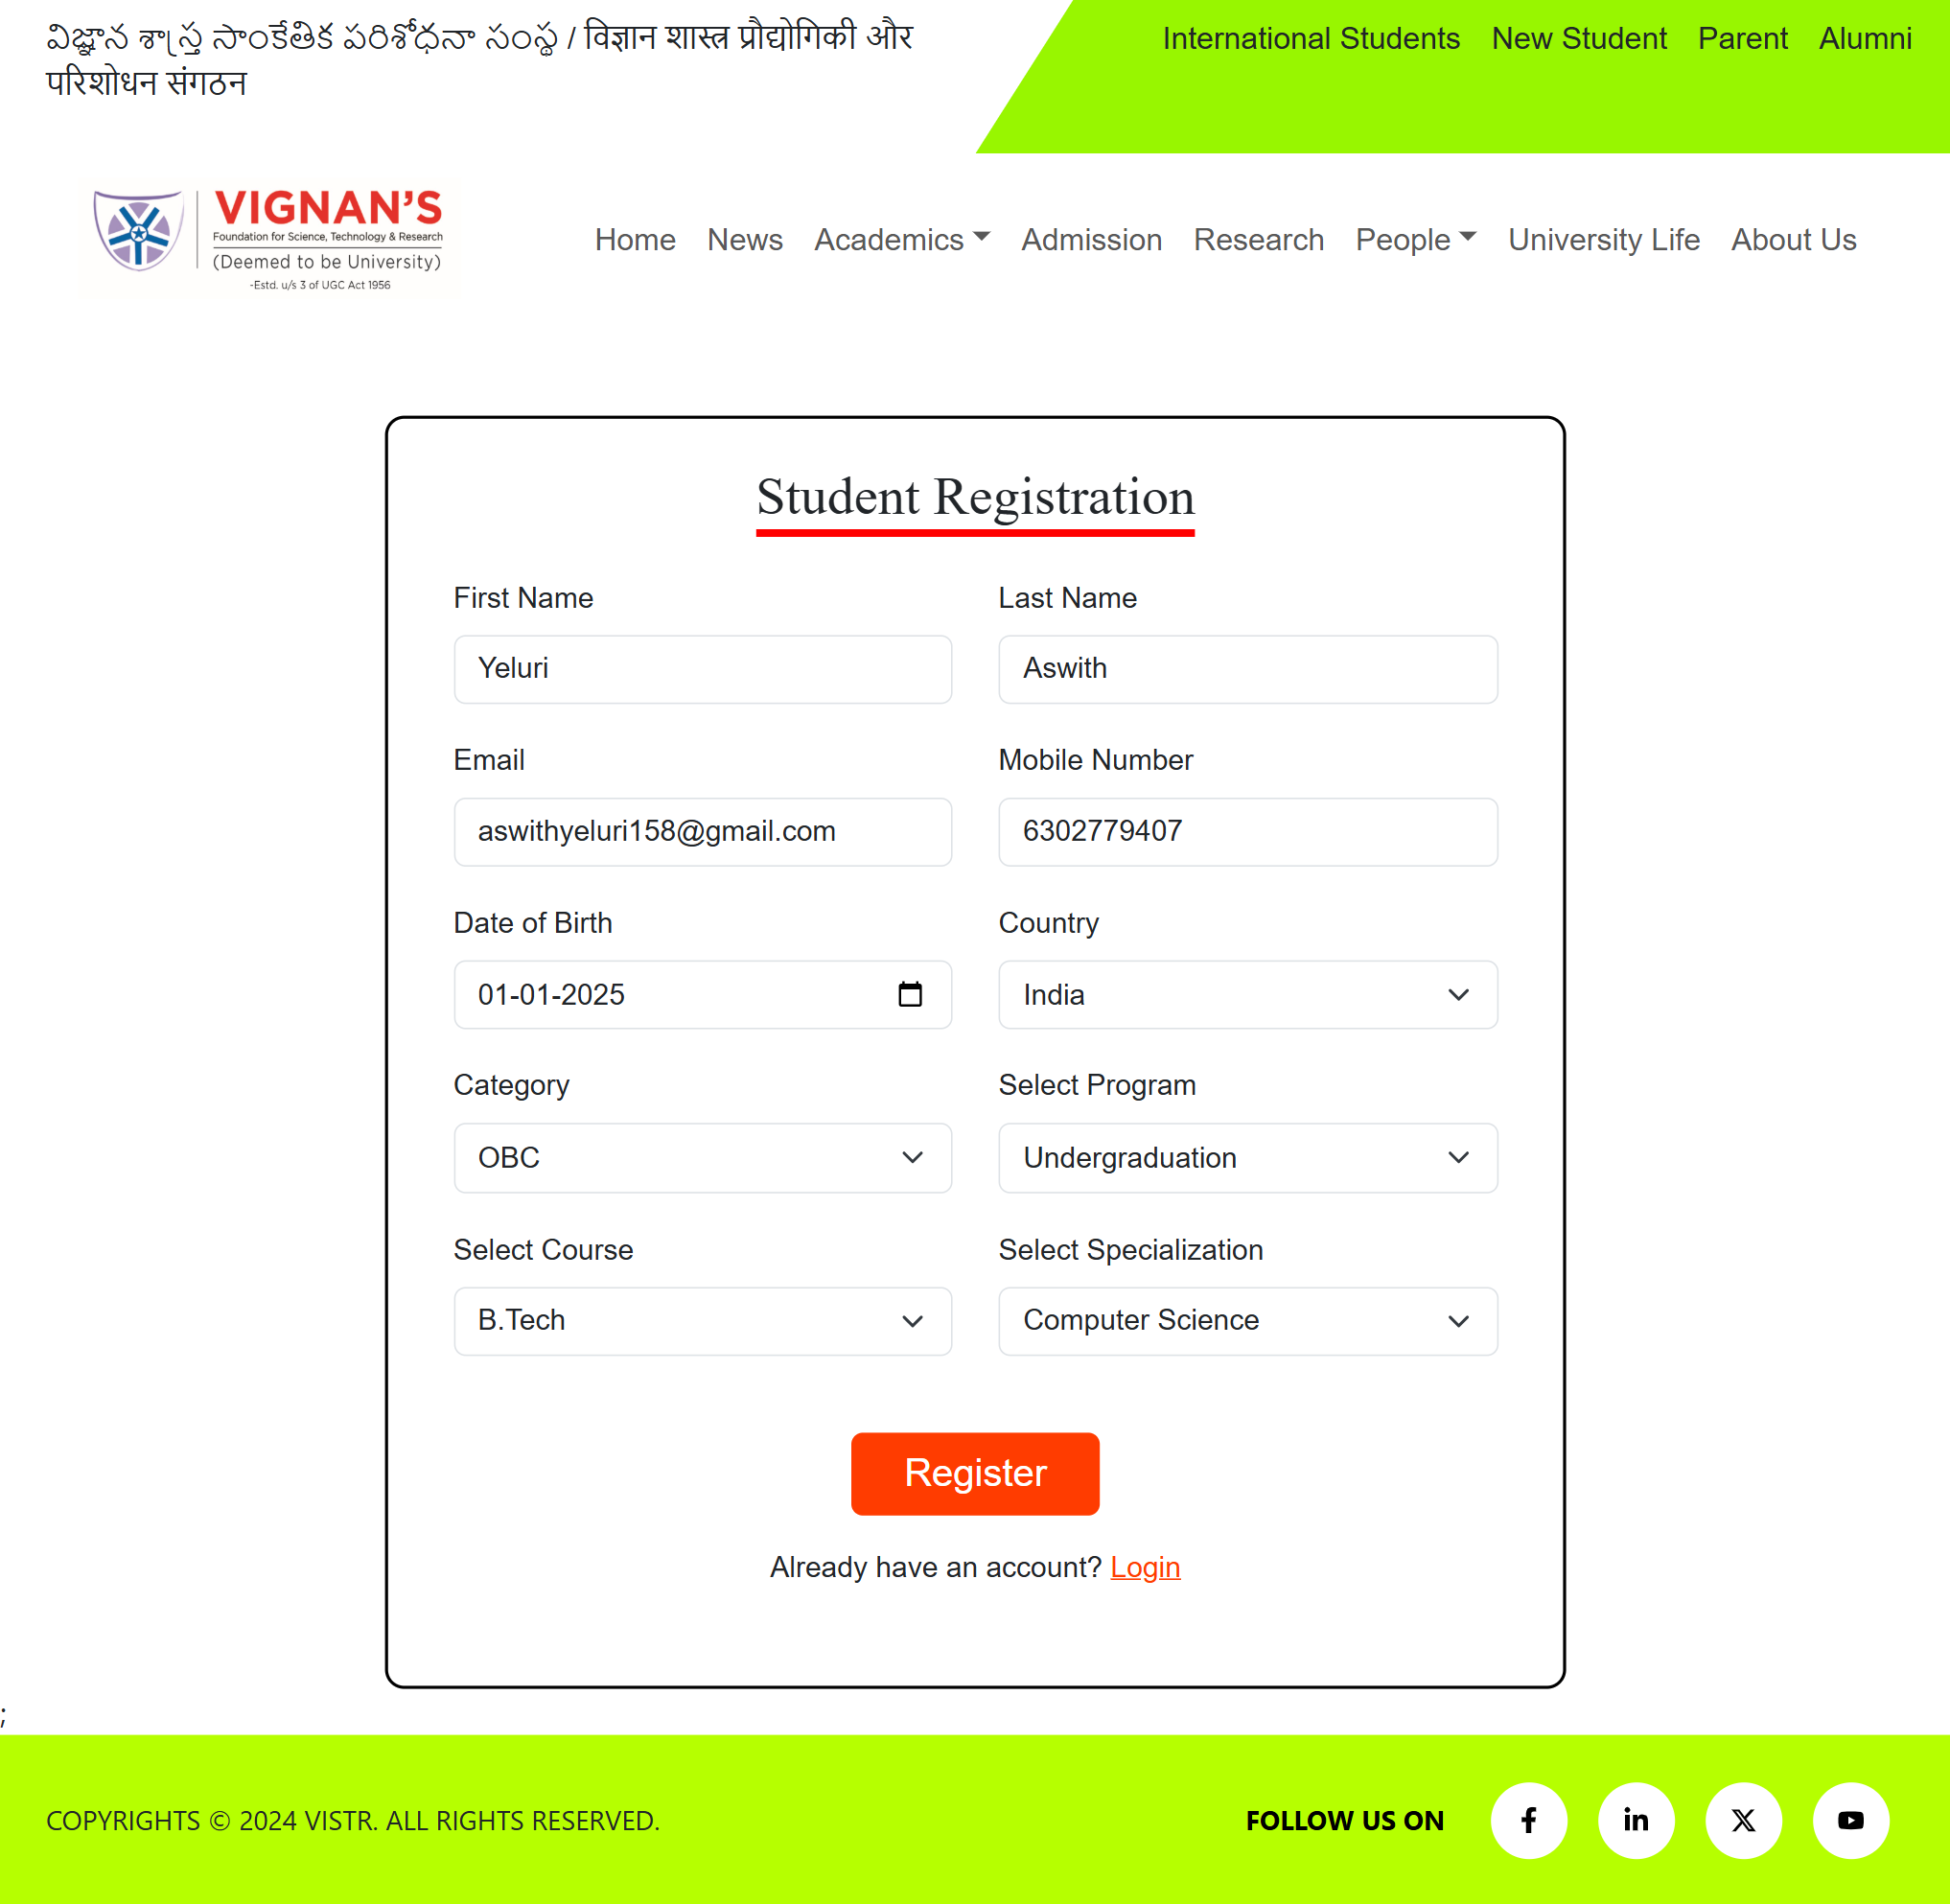 విజ్ఞాన శాస్త్ర సాంకేతిక పరిశోధనా సంస్థ / विज्ञान शास्त्र प्रौद्योगिकी और
परिशोधन संगठन
International Students New Student Parent Alumni
VIGNAN'S
Foundation for Science, Technology & Research
(Deemed to be University)
-Estd. u/s 3 of UGC Act 1956
Home News Academics Admission Research People University Life About Us
Student Registration
First Name Last Name
Yeluri Aswith
Email Mobile Number
aswithyeluri158@gmail.com 6302779407
Date of Birth Country
01-01-2025 India
Category Select Program
OBC Undergraduation
Select Course Select Specialization
B.Tech Computer Science
Register
Already have an account? Login
;
COPYRIGHTS © 2024 VISTR. ALL RIGHTS RESERVED. FOLLOW US ON